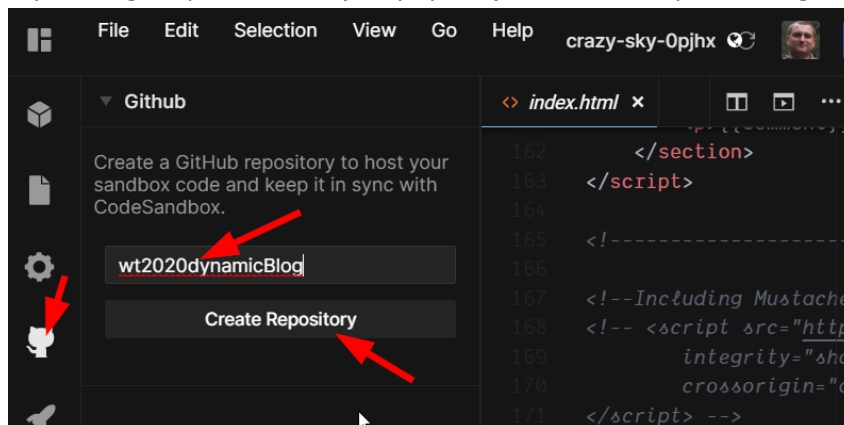 File Edit Selection View Go Help crazy-sky-0pjhx
Github
Create a GitHub repository to host your
sandbox code and keep it in sync with
CodeSandbox.
wt2020dynamicBlog
Create Repository
<> index.html ×
162 </section>
163 </script>
164
165 <!----------------------
166
167 <!--Including Mustache
168 <!-- <script src="http
169 integrity="sha
170 crossorigin="
171 </script> -->